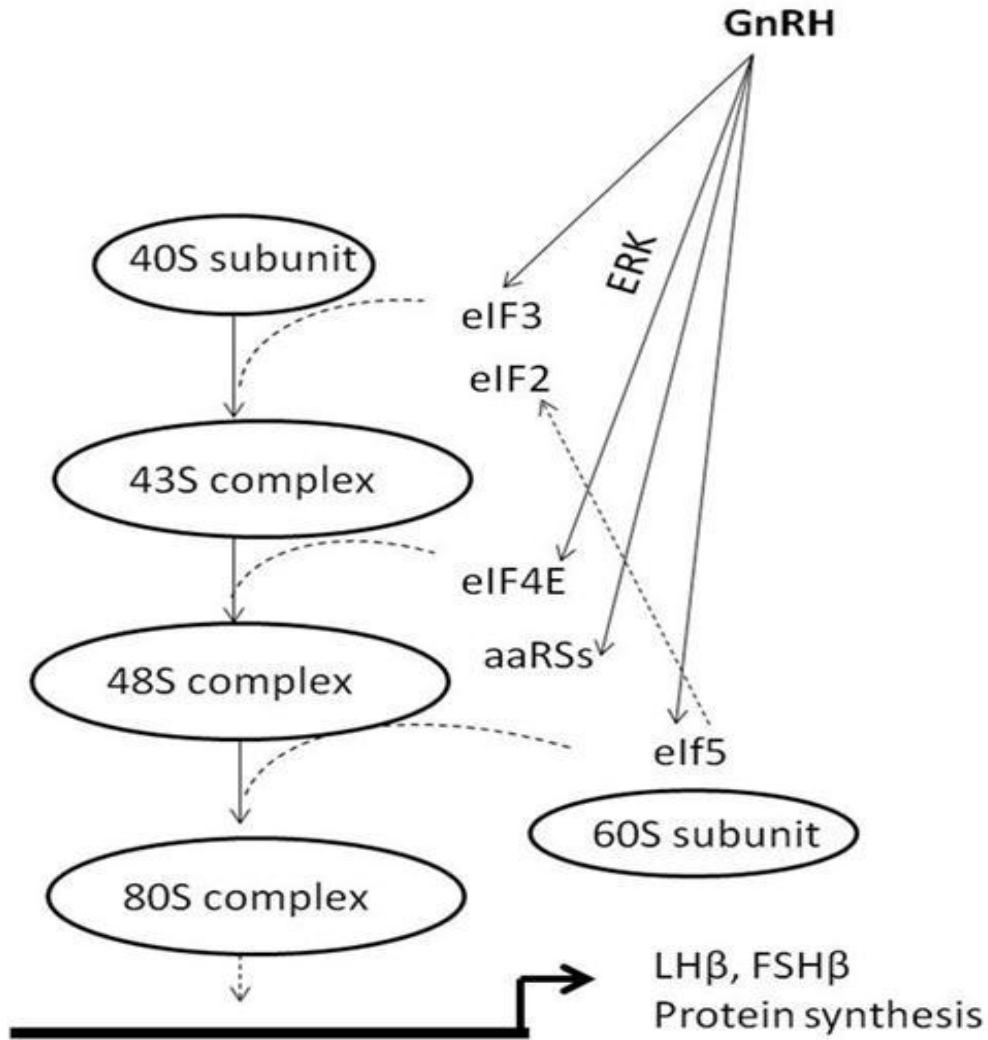 GnRH
40S subunit
ERK
eIF3
eIF2
43S complex
eIF4E
aaRSs
48S complex
eIf5
60S subunit
80S complex
LHβ, FSHβ
Protein synthesis